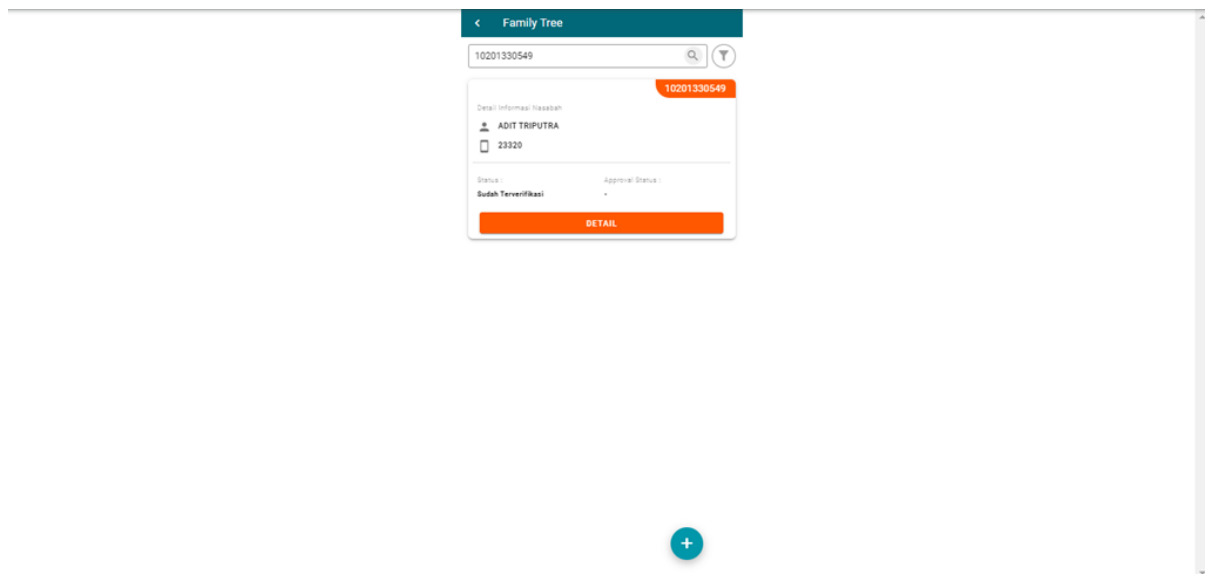 Family Tree
10201330549
10201330549
Detail Informasi Nasabah
ADIT TRIPUTRA
23320
Status : Approval Status :
Sudah Terverifikasi -
DETAIL
+